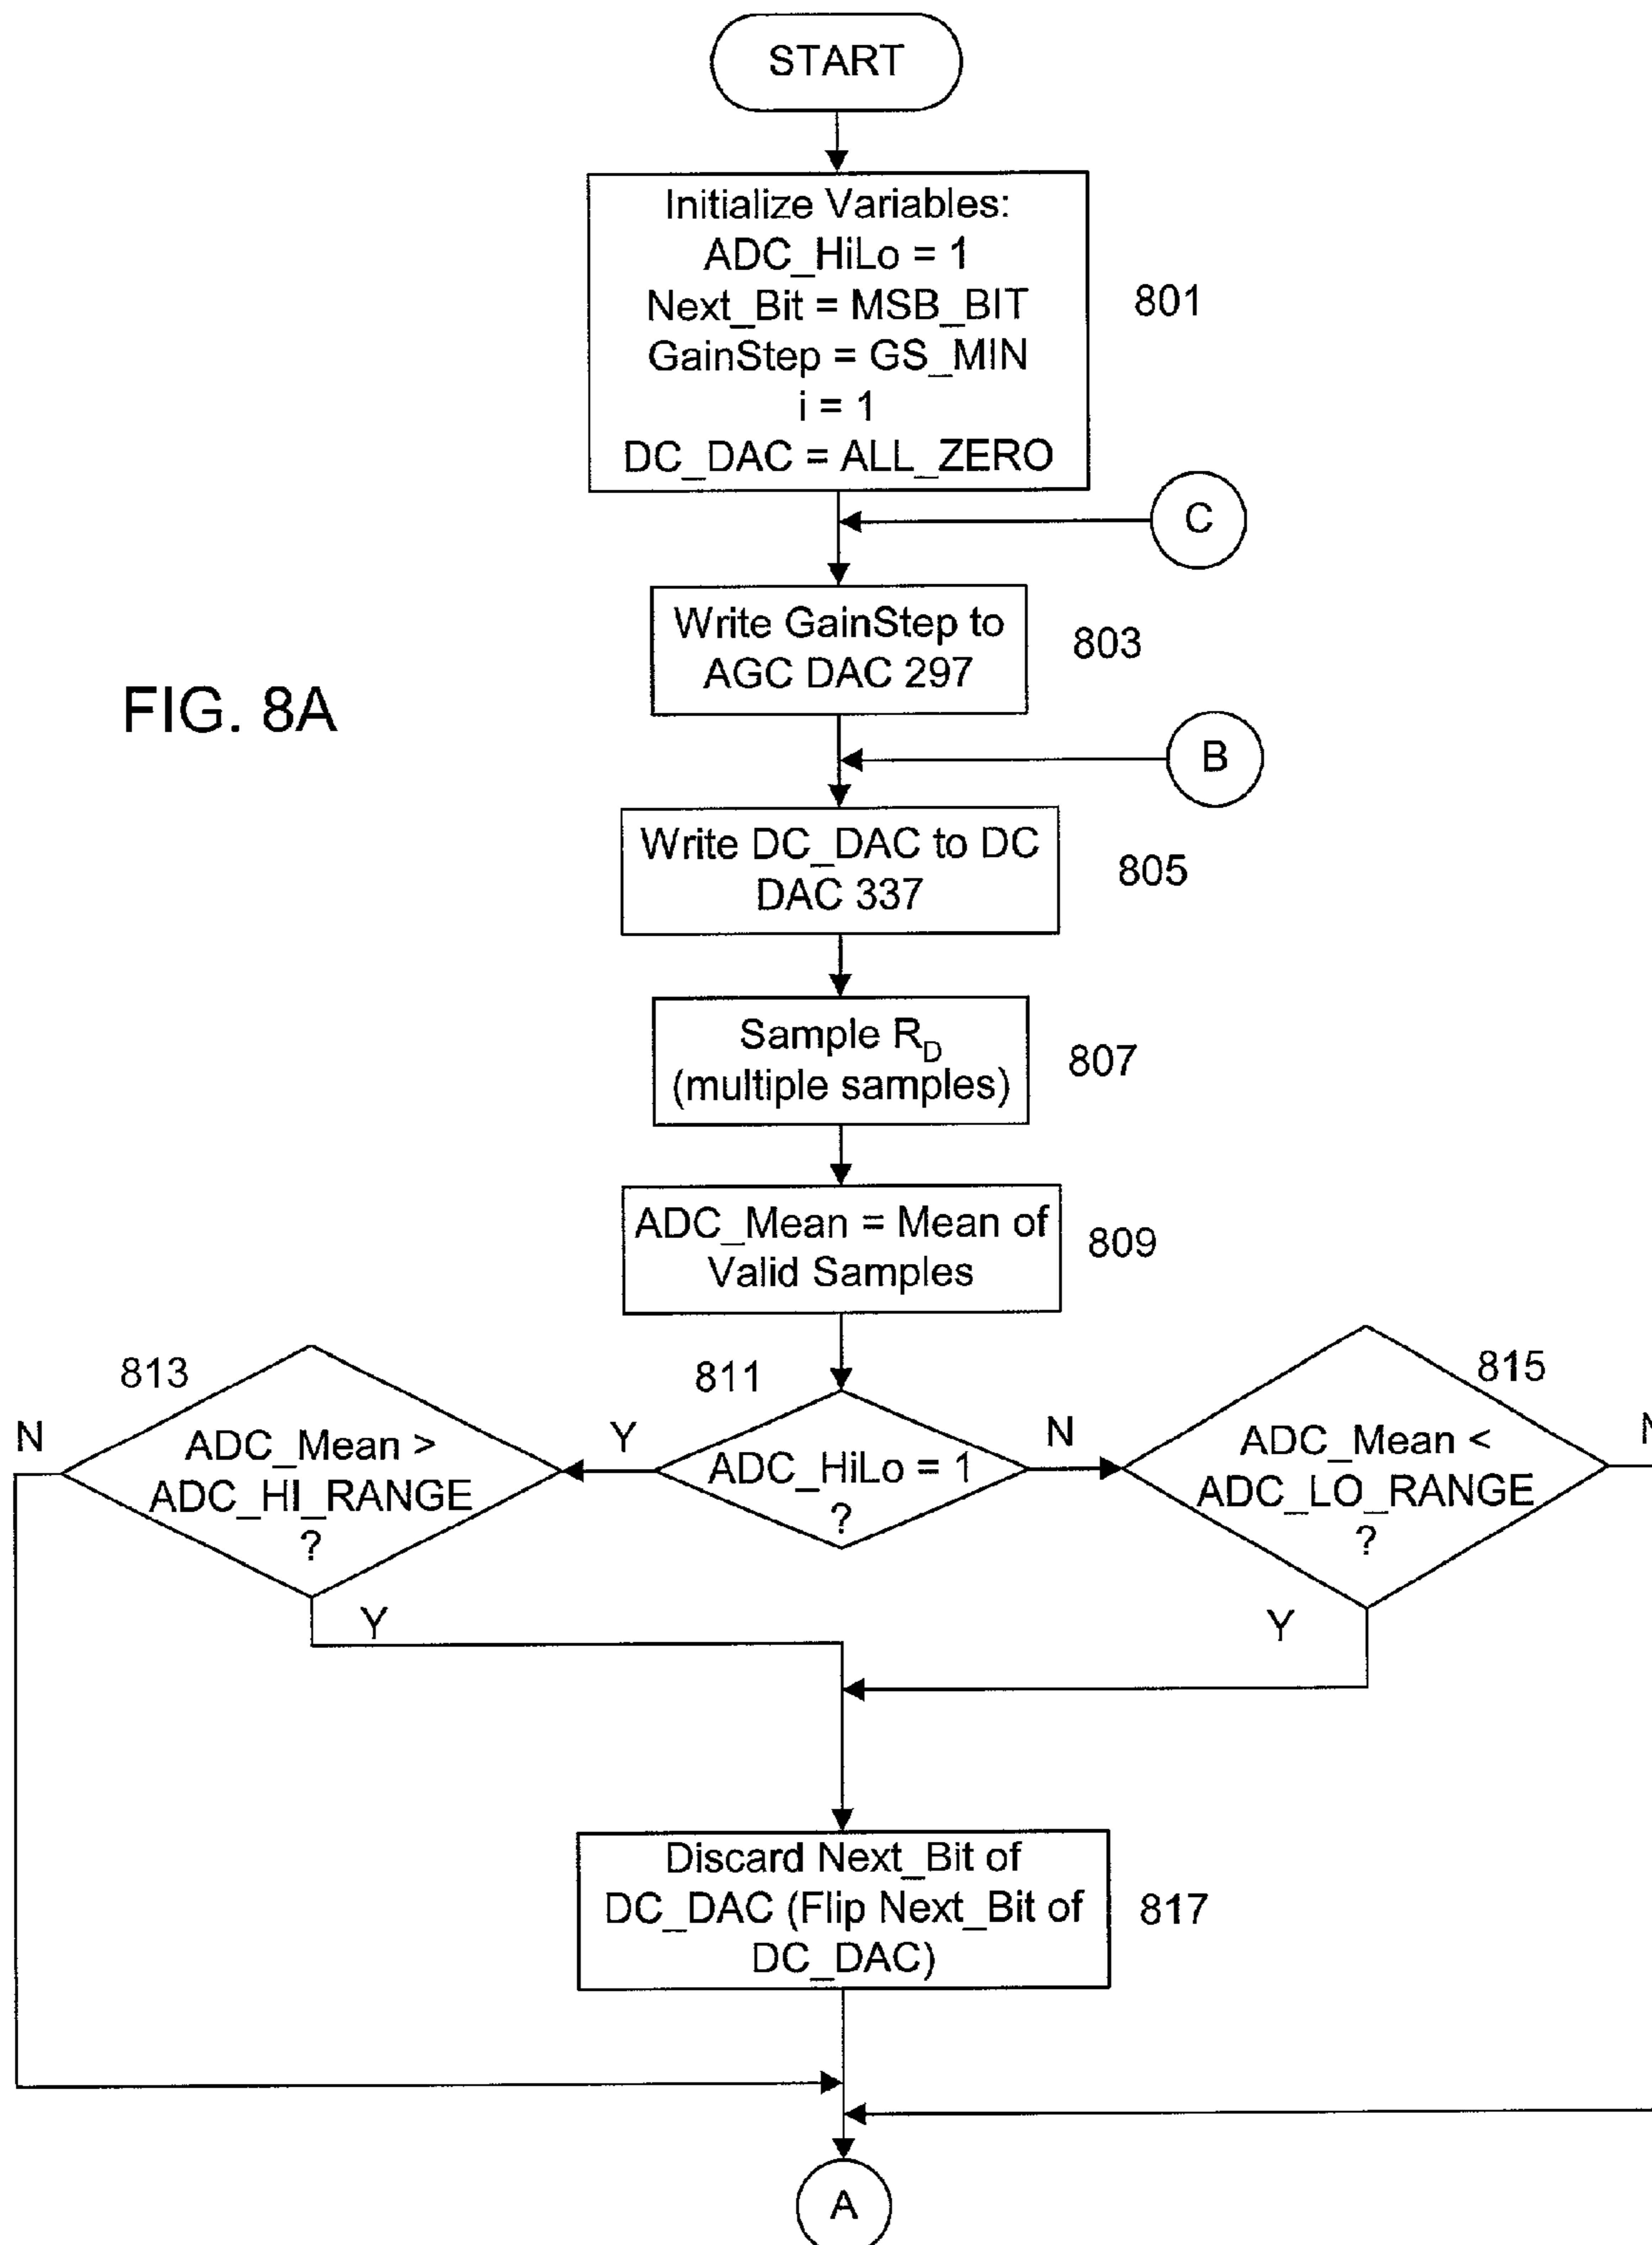 START
Initialize Variables:
ADC_HiLo = 1
Next_Bit = MSB_BIT
GainStep = GS_MIN
i = 1
DC_DAC = ALL_ZERO
801
C
Write GainStep to
AGC DAC 297
803
FIG. 8A
B
Write DC_DAC to DC
DAC 337
805
Sample R_D
(multiple samples)
807
ADC_Mean = Mean of
Valid Samples
809
813
811
815
N
ADC_Mean >
ADC_HI_RANGE
?
Y
ADC_HiLo = 1
?
N
ADC_Mean <
ADC_LO_RANGE
?
N
Y
Y
Discard Next_Bit of
DC_DAC (Flip Next_Bit of
DC_DAC)
817
A